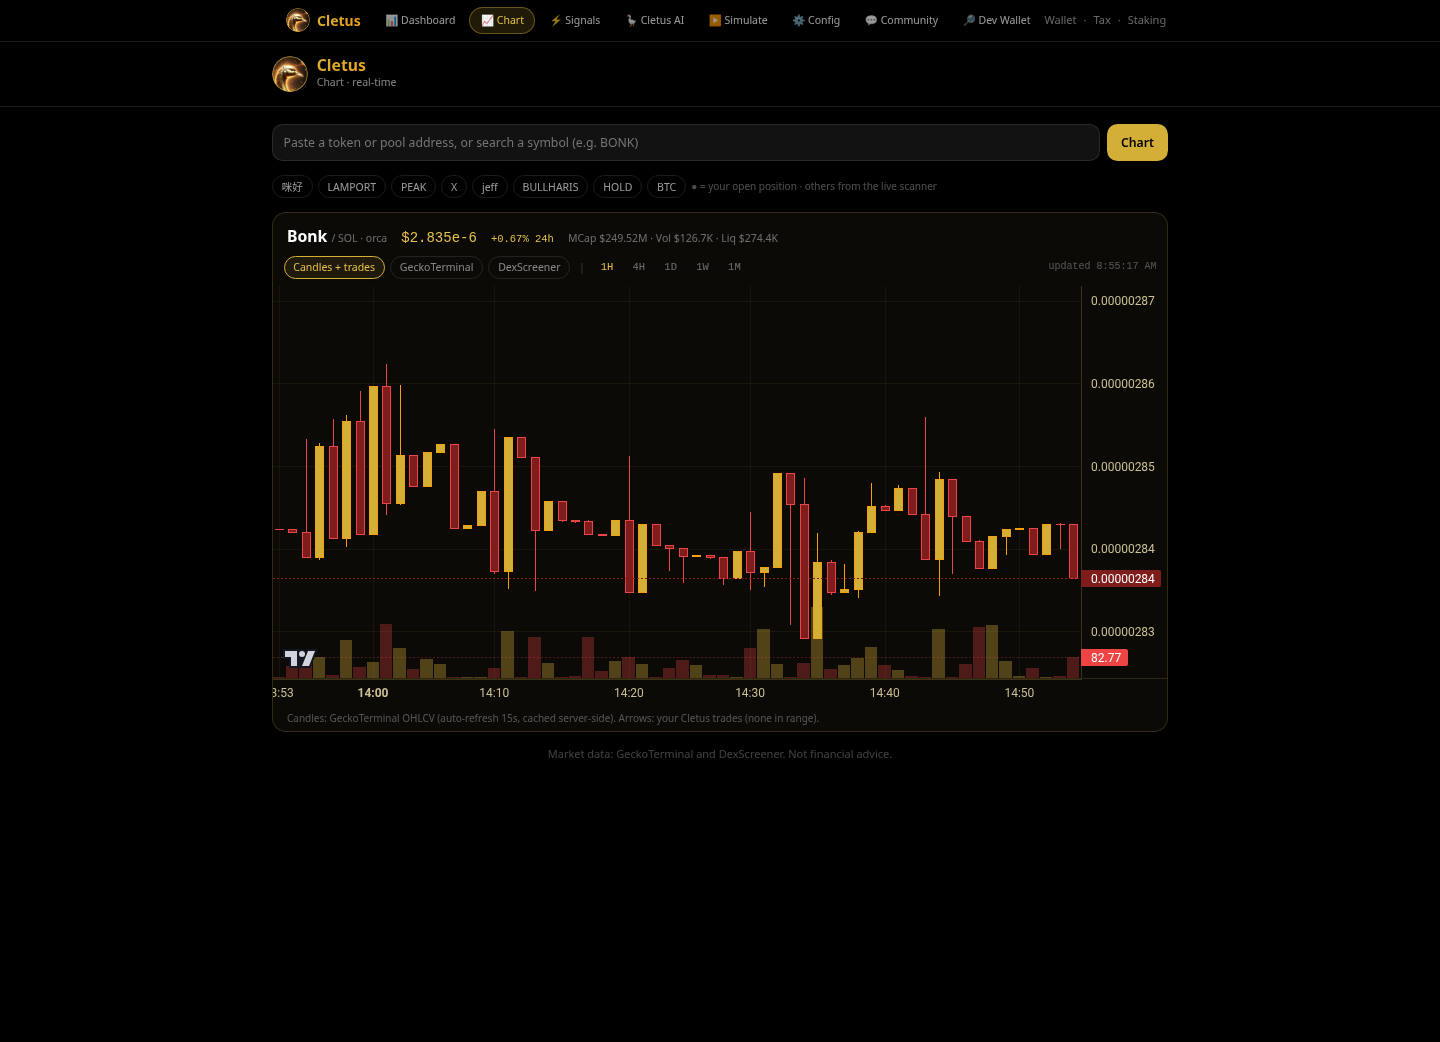 Cletus
📊 Dashboard
📈 Chart
⚡ Signals
🦆 Cletus AI
▶️ Simulate
⚙️ Config
💬 Community
🔎 Dev Wallet
Wallet · Tax · Staking
Cletus
Chart · real-time
Paste a token or pool address, or search a symbol (e.g. BONK)
Chart
咪好
LAMPORT
PEAK
X
jeff
BULLHARIS
HOLD
BTC
● = your open position · others from the live scanner
Bonk / SOL · orca $2.835e-6 +0.67% 24h MCap $249.52M · Vol $126.7K · Liq $274.4K
Candles + trades
GeckoTerminal
DexScreener
| 1H 4H 1D 1W 1M
updated 8:55:17 AM
0.00000287
0.00000286
0.00000285
0.00000284
0.00000284
0.00000283
82.77
3:53 14:00 14:10 14:20 14:30 14:40 14:50
Candles: GeckoTerminal OHLCV (auto-refresh 15s, cached server-side). Arrows: your Cletus trades (none in range).
Market data: GeckoTerminal and DexScreener. Not financial advice.